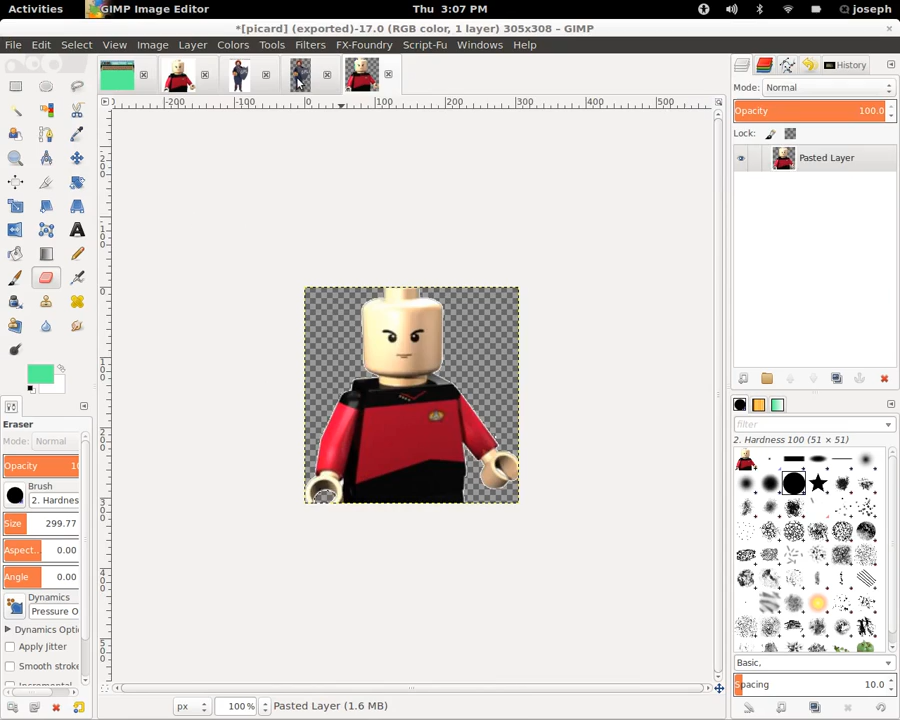 Activities GIMP Image Editor Thu 3:07 PM joseph
*[picard] (exported)-17.0 (RGB color, 1 layer) 305x308 – GIMP
File Edit Select View Image Layer Colors Tools Filters FX-Foundry Script-Fu Windows Help
History
Mode: Normal
Opacity 100.0
Lock:
Pasted Layer
-200 -100 0 100 200 300 400 500
Eraser
Mode: Normal
Opacity 10
Brush
2. Hardnes
Size 299.77
Aspect.. 0.00
Angle 0.00
Dynamics
Pressure O
Dynamics Opti
Apply Jitter
Smooth stroke
Incremental
filter
2. Hardness 100 (51 × 51)
Basic,
Spacing 10.0
px 100% Pasted Layer (1.6 MB)